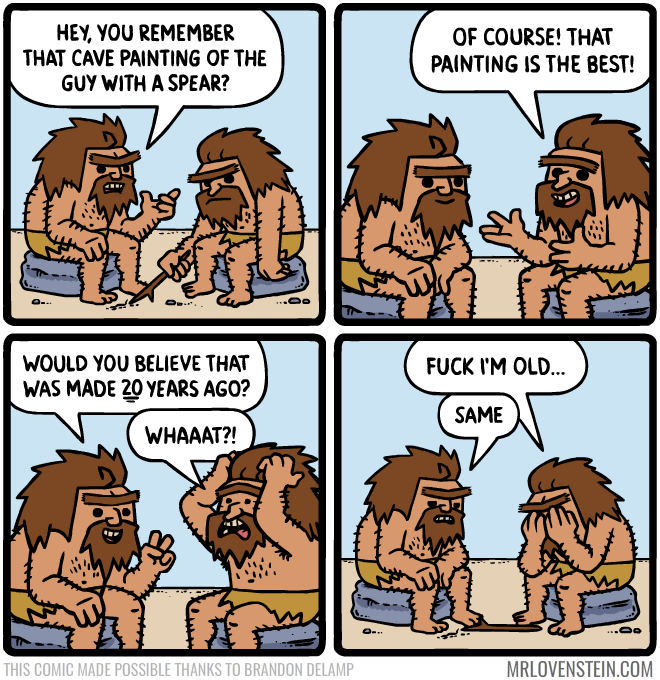 HEY, YOU REMEMBER
THAT CAVE PAINTING OF THE
GUY WITH A SPEAR?
OF COURSE! THAT
PAINTING IS THE BEST!
WOULD YOU BELIEVE THAT
WAS MADE 20 YEARS AGO?
WHAAAT?!
FUCK I'M OLD...
SAME
THIS COMIC MADE POSSIBLE THANKS TO BRANDON DELAMP
MRLOVENSTEIN.COM